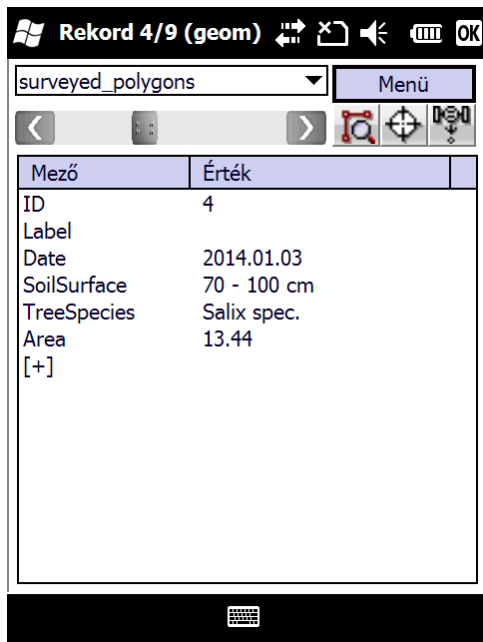 Rekord 4/9 (geom) OK
surveyed_polygons Menü
Mező Érték
ID 4
Label
Date 2014.01.03
SoilSurface 70 - 100 cm
TreeSpecies Salix spec.
Area 13.44
[+]